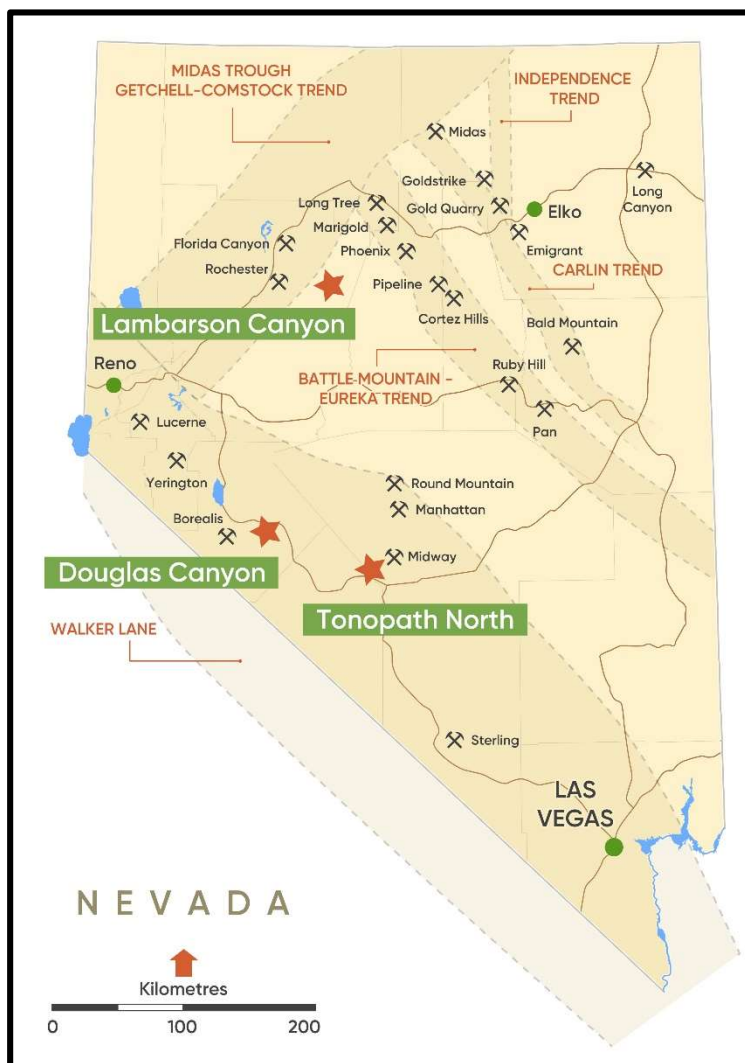 MIDAS TROUGH
GETCHELL-COMSTOCK TREND
INDEPENDENCE
TREND
Midas
Goldstrike
Long
Canyon
Long Tree
Gold Quarry
Elko
Marigold
Florida Canyon
Emigrant
Phoenix
Rochester
CARLIN TREND
Pipeline
Cortez Hills
Lambarson Canyon
Bald Mountain
Reno
Ruby Hill
BATTLE MOUNTAIN -
EUREKA TREND
Pan
Lucerne
Yerington
Round Mountain
Manhattan
Borealis
Midway
Douglas Canyon
Tonopath North
WALKER LANE
Sterling
LAS
VEGAS
NEVADA
Kilometres
0 100 200